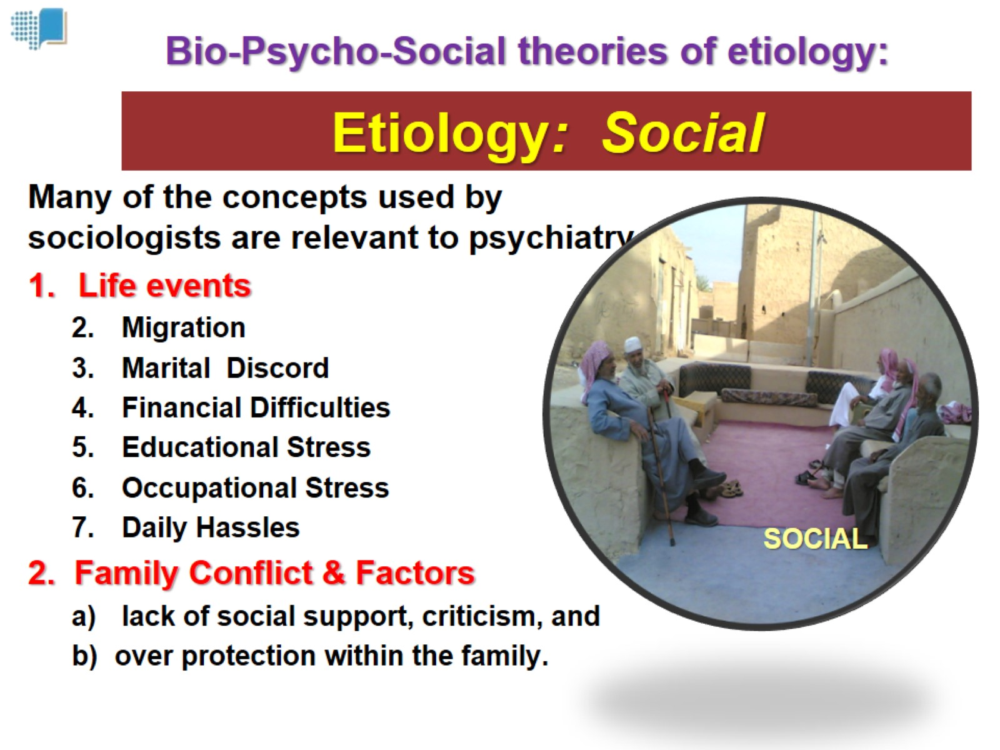 Bio-Psycho-Social theories of etiology:
Etiology: Social
Many of the concepts used by
sociologists are relevant to psychiatry
1. Life events
2. Migration
3. Marital Discord
4. Financial Difficulties
5. Educational Stress
6. Occupational Stress
7. Daily Hassles
SOCIAL
2. Family Conflict & Factors
a) lack of social support, criticism, and
b) over protection within the family.